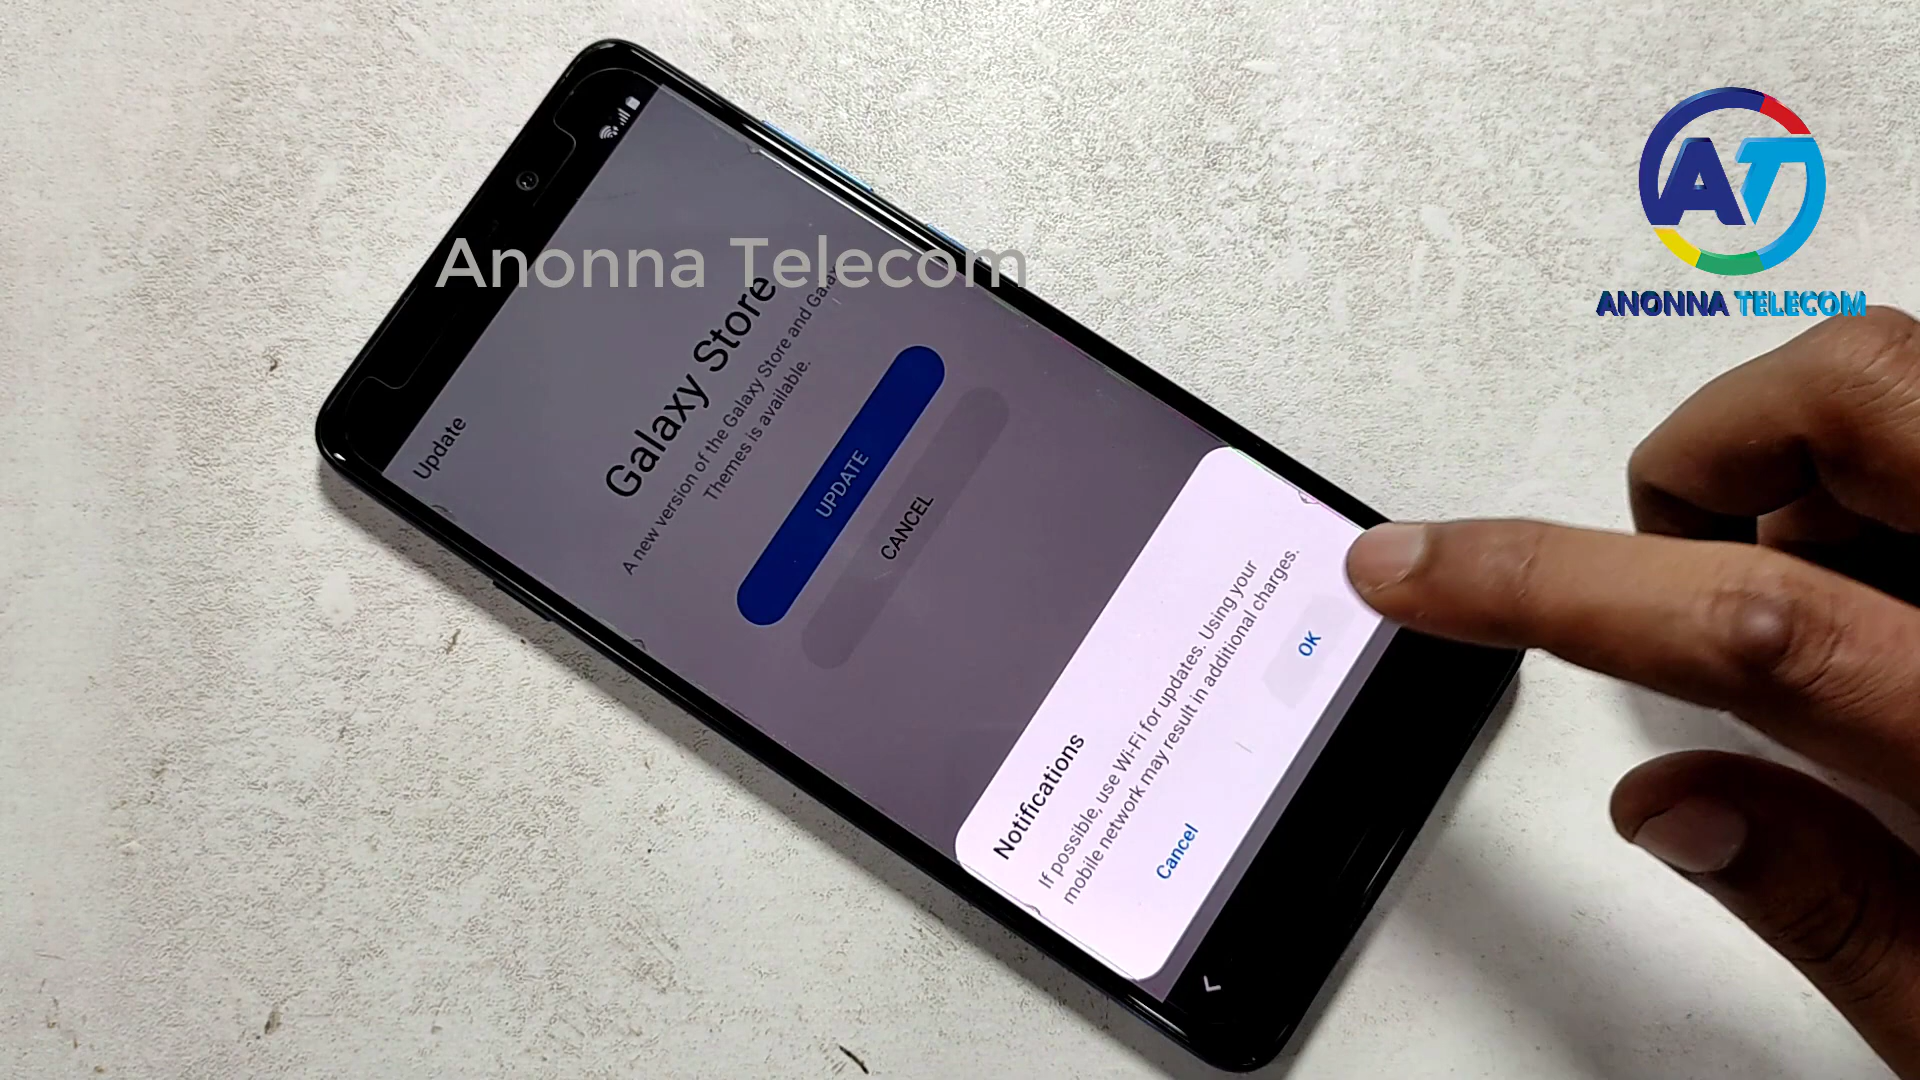 Anonna Telecom
AT
ANONNA TELECOM
Update
Galaxy Store
A new version of the Galaxy Store and Galaxy
Themes is available.
UPDATE
CANCEL
Notifications
If possible, use Wi-Fi for updates. Using your
mobile network may result in additional charges.
Cancel
OK